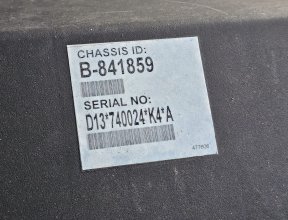 CHASSIS ID:
B-841859
SERIAL NO:
D13*740024*K4*A